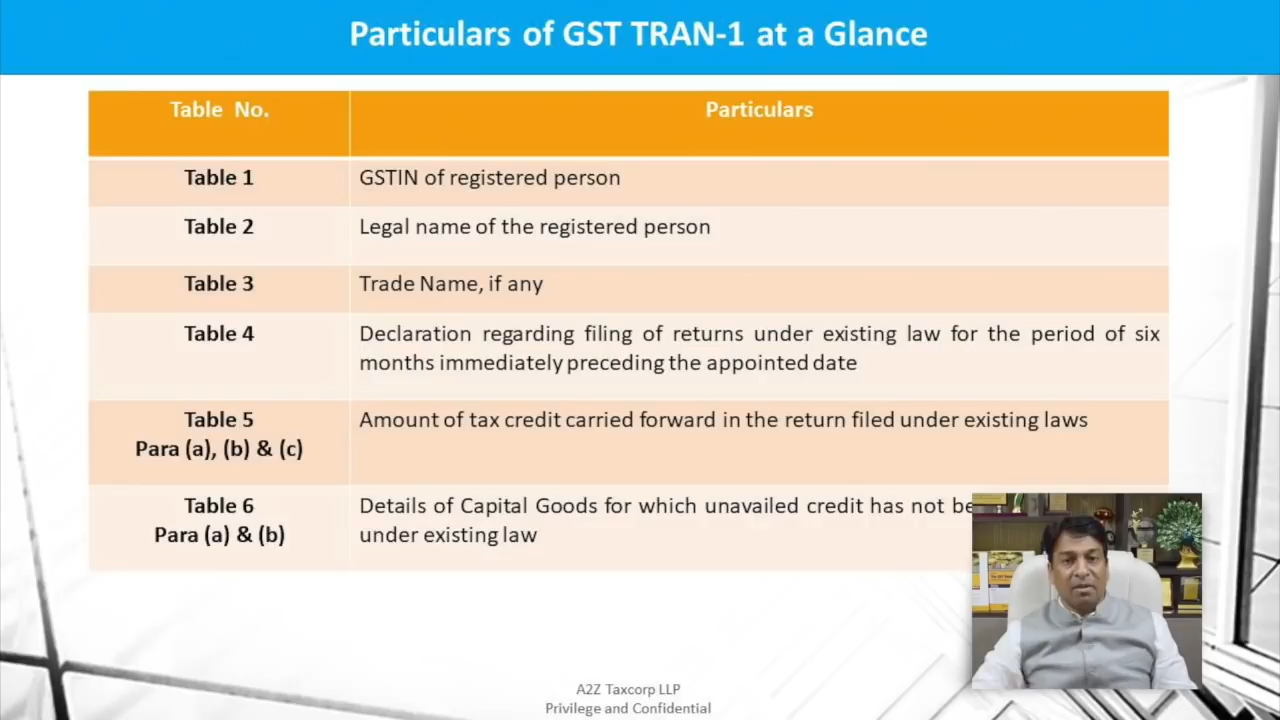 Particulars of GST TRAN-1 at a Glance
Table No. Particulars
Table 1 GSTIN of registered person
Table 2 Legal name of the registered person
Table 3 Trade Name, if any
Table 4 Declaration regarding filing of returns under existing law for the period of six
months immediately preceding the appointed date
Table 5 Amount of tax credit carried forward in the return filed under existing laws
Para (a), (b) & (c)
Table 6 Details of Capital Goods for which unavailed credit has not
Para (a) & (b) under existing law
A2Z Taxcorp LLP
Privilege and Confidential